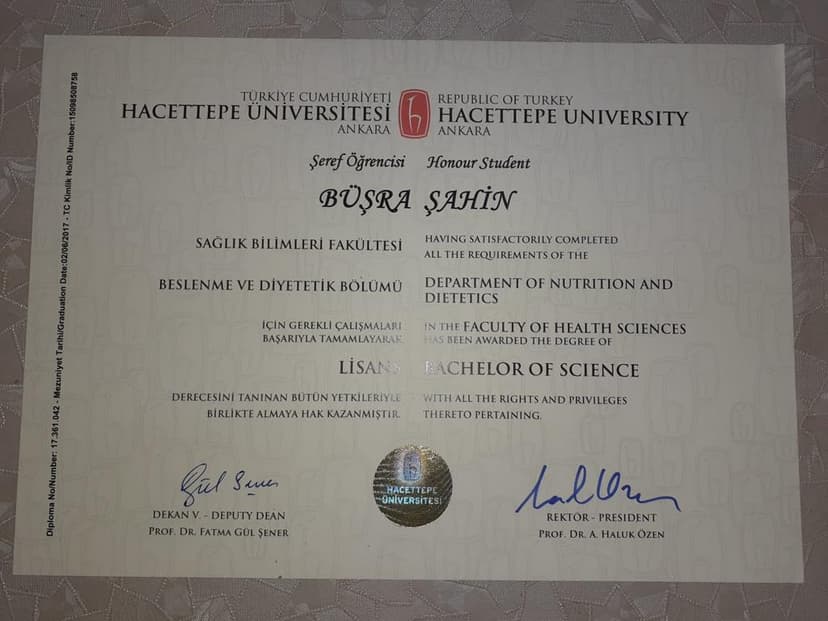 Diploma No/Number: 17.361.042 - Mezuniyet Tarihi/Graduation Date:02/06/2017 - TC Kimlik No/ID Number:15098508758
TÜRKİYE CUMHURİYETİ
HACETTEPE ÜNİVERSİTESİ
ANKARA
REPUBLIC OF TURKEY
HACETTEPE UNIVERSITY
ANKARA
Şeref Öğrencisi Honour Student
BÜŞRA ŞAHİN
SAĞLIK BİLİMLERİ FAKÜLTESİ
BESLENME VE DİYETETİK BÖLÜMÜ
İÇİN GEREKLİ ÇALIŞMALARI
BAŞARIYLA TAMAMLAYARAK
LİSANS
DERECESİNİ TANINAN BÜTÜN YETKİLERİYLE
BİRLİKTE ALMAYA HAK KAZANMIŞTIR.
HAVING SATISFACTORILY COMPLETED
ALL THE REQUIREMENTS OF THE
DEPARTMENT OF NUTRITION AND
DIETETICS
IN THE FACULTY OF HEALTH SCIENCES
HAS BEEN AWARDED THE DEGREE OF
BACHELOR OF SCIENCE
WITH ALL THE RIGHTS AND PRIVILEGES
THERETO PERTAINING.
HACETTEPE
ÜNİVERSİTESİ
Gül Şener
DEKAN V. - DEPUTY DEAN
PROF. DR. FATMA GÜL ŞENER
REKTÖR - PRESIDENT
PROF. DR. A. HALUK ÖZEN